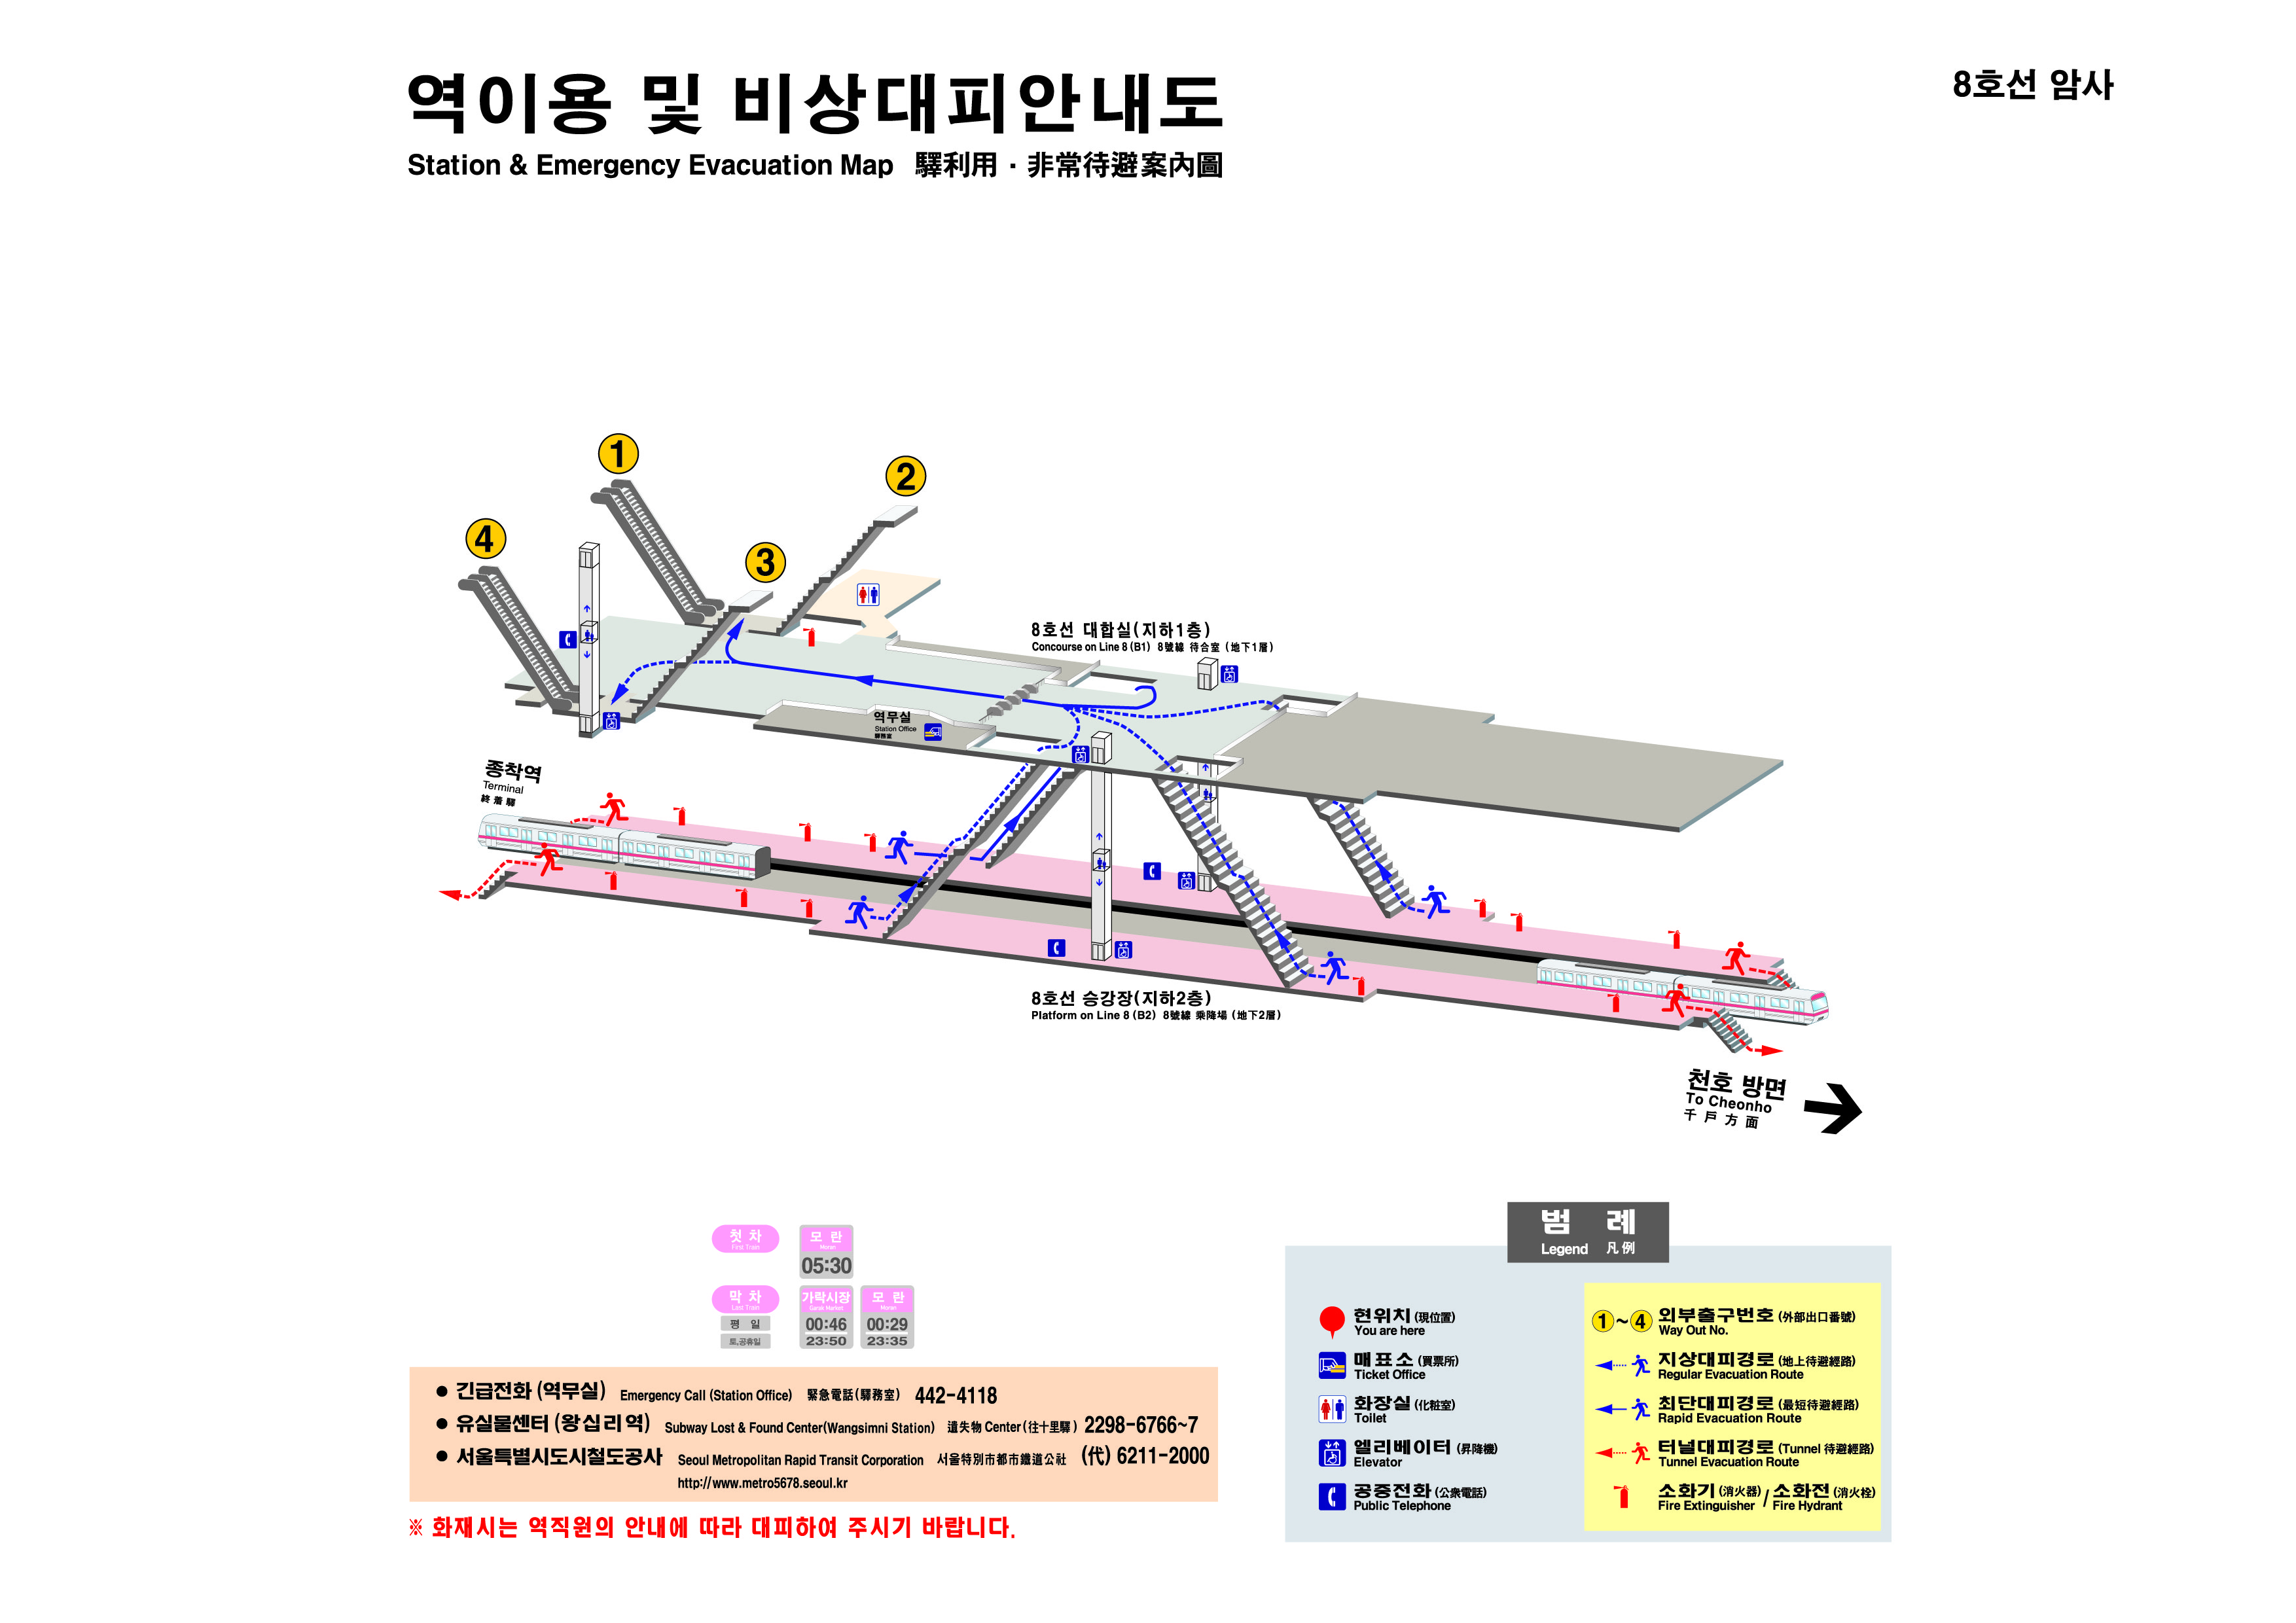 역이용 및 비상대피안내도
Station & Emergency Evacuation Map 驛利用・非常待避案內圖
8호선 암사
1
2
3
4
8호선 대합실(지하1층)
Concourse on Line 8 (B1) 8號線 待合室 (地下1層)
역무실
Station Office
驛務室
종착역
Terminal
終着驛
8호선 승강장(지하2층)
Platform on Line 8 (B2) 8號線 乘降場 (地下2層)
천호 방면
To Cheonho
千戶方面
첫 차
First Train
모 란
Moran
05:30
막 차
Last Train
가락시장
Garak Market
모 란
Moran
평 일
00:46
00:29
토,공휴일
23:50
23:35
● 긴급전화 (역무실) Emergency Call (Station Office) 緊急電話(驛務室) 442-4118
● 유실물센터 (왕십리역) Subway Lost & Found Center(Wangsimni Station) 遺失物 Center (往十里驛) 2298-6766~7
● 서울특별시도시철도공사 Seoul Metropolitan Rapid Transit Corporation 서울特別市都市鐵道公社 (代) 6211-2000
http://www.metro5678.seoul.kr
※ 화재시는 역직원의 안내에 따라 대피하여 주시기 바랍니다.
범 례
Legend 凡例
현위치 (現位置)
You are here
매표소 (買票所)
Ticket Office
화장실 (化粧室)
Toilet
엘리베이터 (昇降機)
Elevator
공중전화 (公衆電話)
Public Telephone
1 ~ 4 외부출구번호 (外部出口番號)
Way Out No.
지상대피경로 (地上待避經路)
Regular Evacuation Route
최단대피경로 (最短待避經路)
Rapid Evacuation Route
터널대피경로 (Tunnel 待避經路)
Tunnel Evacuation Route
소화기 (消火器) / 소화전 (消火栓)
Fire Extinguisher / Fire Hydrant